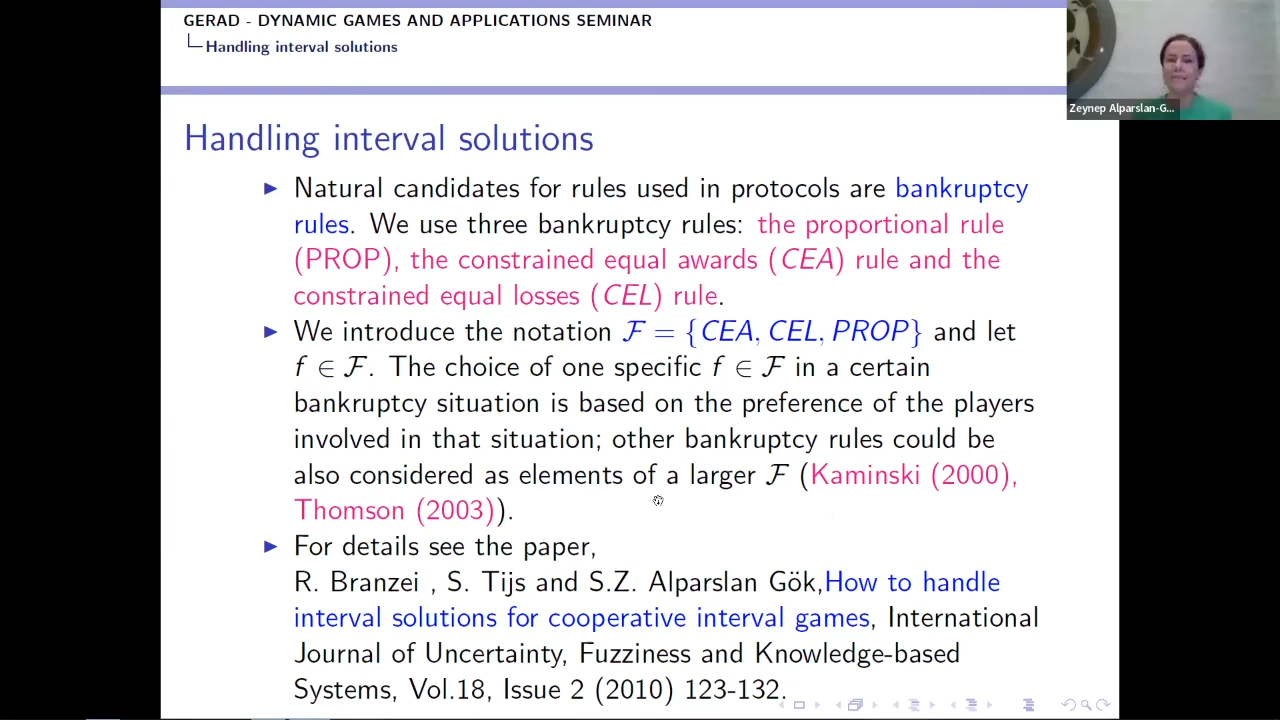 GERAD - DYNAMIC GAMES AND APPLICATIONS SEMINAR
Handling interval solutions
Zeynep Alparslan-G...
Handling interval solutions
Natural candidates for rules used in protocols are bankruptcy
rules. We use three bankruptcy rules: the proportional rule
(PROP), the constrained equal awards (CEA) rule and the
constrained equal losses (CEL) rule.
We introduce the notation ℱ = {CEA, CEL, PROP} and let
f ∈ ℱ. The choice of one specific f ∈ ℱ in a certain
bankruptcy situation is based on the preference of the players
involved in that situation; other bankruptcy rules could be
also considered as elements of a larger ℱ (Kaminski (2000),
Thomson (2003)).
For details see the paper,
R. Branzei , S. Tijs and S.Z. Alparslan Gök,How to handle
interval solutions for cooperative interval games, International
Journal of Uncertainty, Fuzziness and Knowledge-based
Systems, Vol.18, Issue 2 (2010) 123-132.